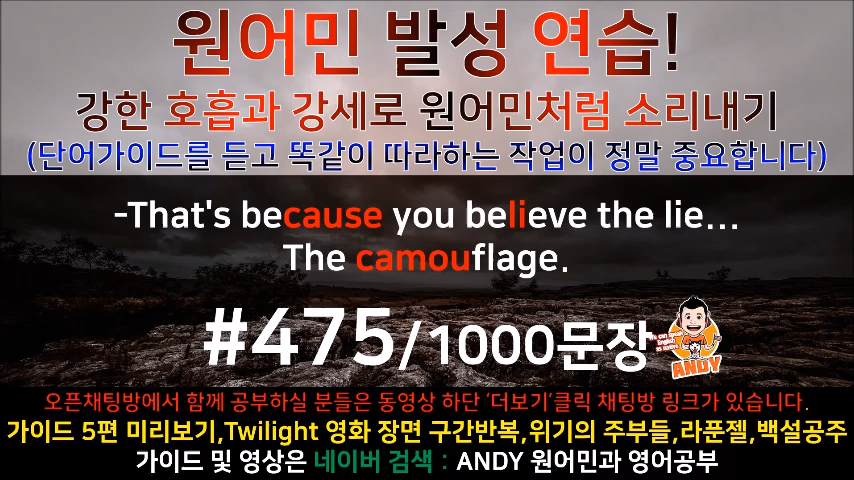 원어민 발성 연습!
강한 호흡과 강세로 원어민처럼 소리내기
(단어가이드를 듣고 똑같이 따라하는 작업이 정말 중요합니다)
-That's because you believe the lie...
The camouflage.
#475/1000문장
We can speak
English
as native
ANDY
오픈채팅방에서 함께 공부하실 분들은 동영상 하단 '더보기'클릭 채팅방 링크가 있습니다.
가이드 5편 미리보기,Twilight 영화 장면 구간반복,위기의 주부들,라푼젤,백설공주
가이드 및 영상은 네이버 검색 : ANDY 원어민과 영어공부